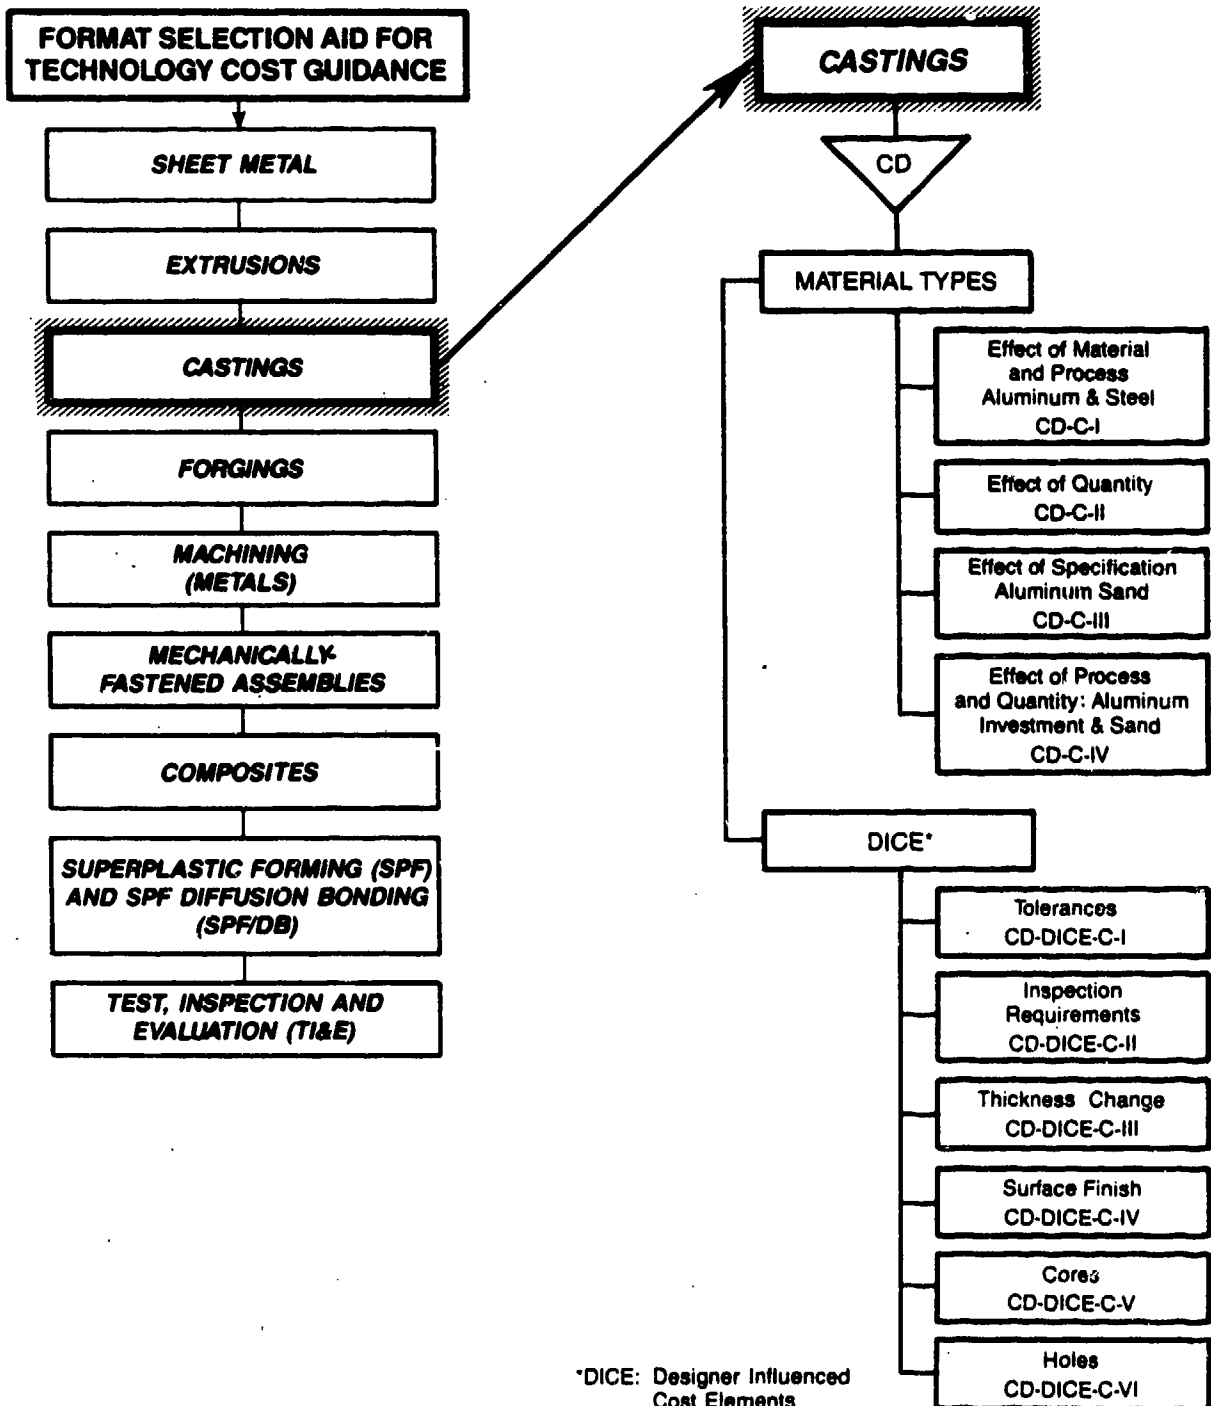 FORMAT SELECTION AID FOR
TECHNOLOGY COST GUIDANCE
SHEET METAL
EXTRUSIONS
CASTINGS
FORGINGS
MACHINING
(METALS)
MECHANICALLY-
FASTENED ASSEMBLIES
COMPOSITES
SUPERPLASTIC FORMING (SPF)
AND SPF DIFFUSION BONDING
(SPF/DB)
TEST, INSPECTION AND
EVALUATION (TI&E)
CASTINGS
CD
MATERIAL TYPES
Effect of Material
and Process
Aluminum & Steel
CD-C-I
Effect of Quantity
CD-C-II
Effect of Specification
Aluminum Sand
CD-C-III
Effect of Process
and Quantity: Aluminum
Investment & Sand
CD-C-IV
DICE*
Tolerances
CD-DICE-C-I
Inspection
Requirements
CD-DICE-C-II
Thickness Change
CD-DICE-C-III
Surface Finish
CD-DICE-C-IV
Cores
CD-DICE-C-V
Holes
CD-DICE-C-VI
*DICE: Designer Influenced
Cost Elements